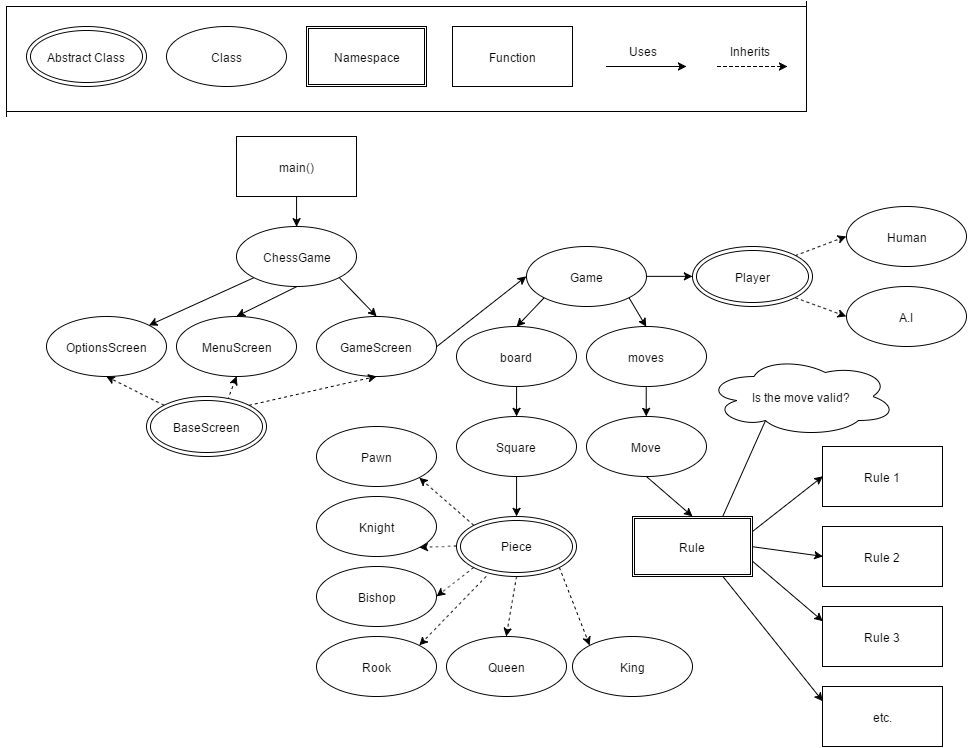 Abstract Class
Class
Namespace
Function
Uses
Inherits
main()
ChessGame
Human
Game
Player
A.I
OptionsScreen
MenuScreen
GameScreen
board
moves
Is the move valid?
BaseScreen
Pawn
Square
Move
Rule 1
Knight
Piece
Rule
Rule 2
Bishop
Rule 3
Rook
Queen
King
etc.